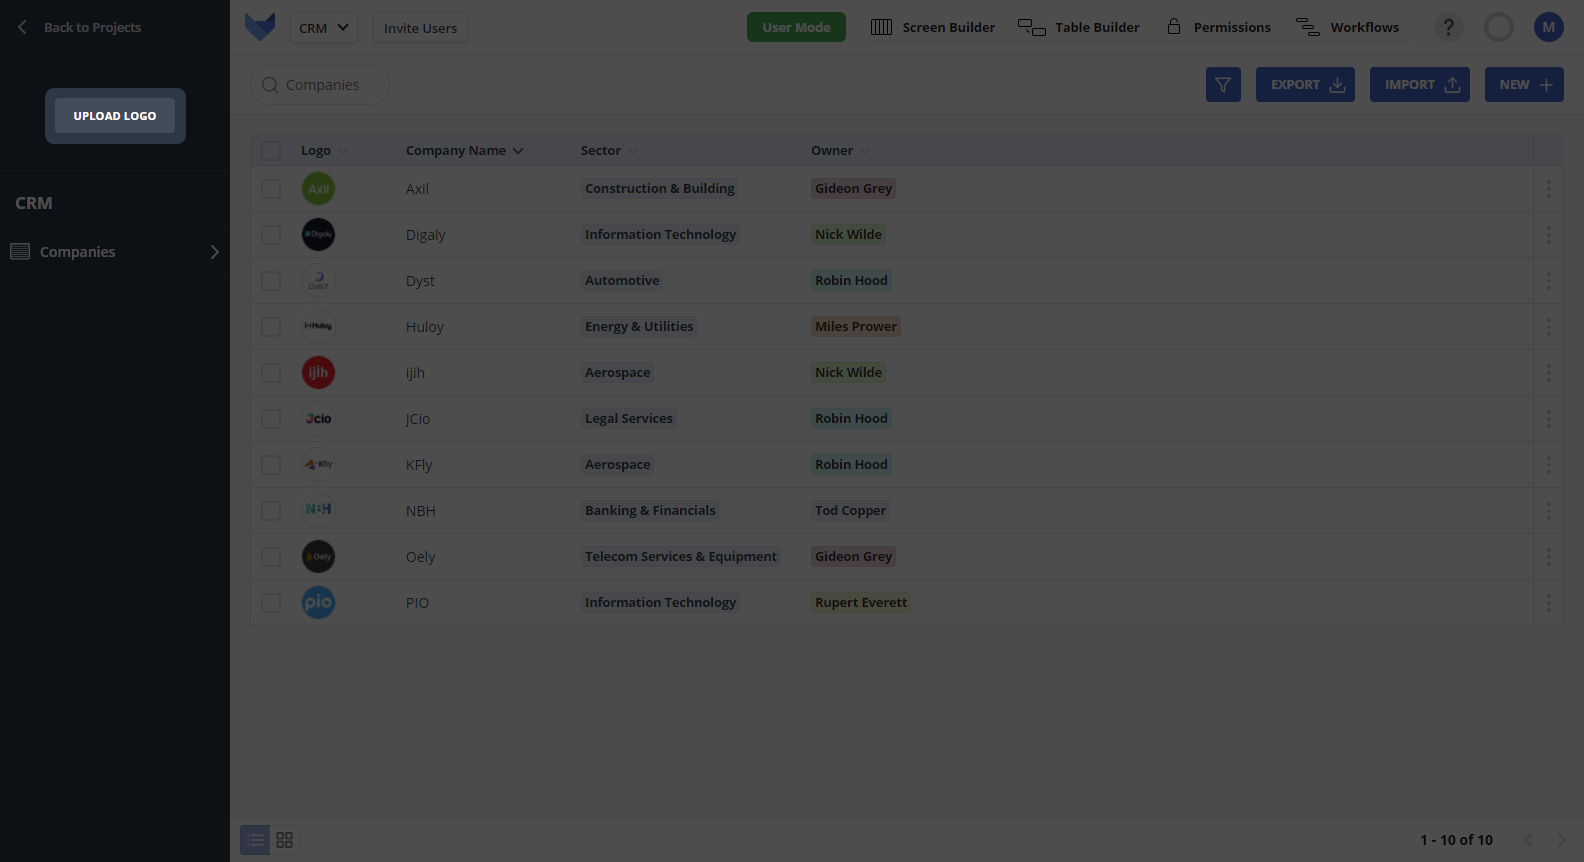 Back to Projects
CRM
Invite Users
User Mode
Screen Builder
Table Builder
Permissions
Workflows
?
M
UPLOAD LOGO
Companies
EXPORT
IMPORT
NEW
CRM
Companies
Logo
Company Name
Sector
Owner
Axil
Axil
Construction & Building
Gideon Grey
Digaly
Digaly
Information Technology
Nick Wilde
DYST
Dyst
Automotive
Robin Hood
Huloy
Huloy
Energy & Utilities
Miles Prower
ijih
ijih
Aerospace
Nick Wilde
Jcio
JCio
Legal Services
Robin Hood
Kfly
KFly
Aerospace
Robin Hood
NBH
NBH
Banking & Financials
Tod Copper
Oely
Oely
Telecom Services & Equipment
Gideon Grey
pio
PIO
Information Technology
Rupert Everett
1 - 10 of 10